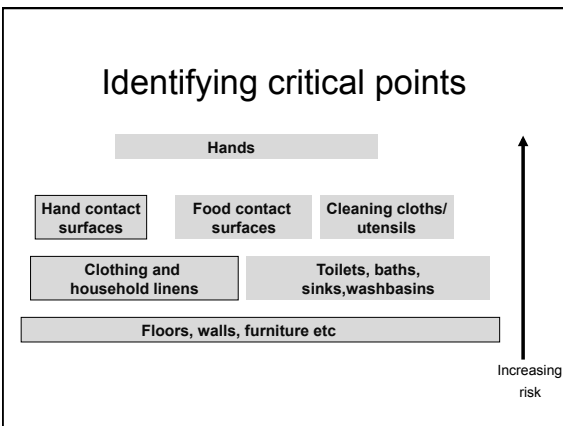 Identifying critical points
Hands
Hand contact
surfaces
Food contact
surfaces
Cleaning cloths/
utensils
Clothing and
household linens
Toilets, baths,
sinks,washbasins
Floors, walls, furniture etc
Increasing
risk